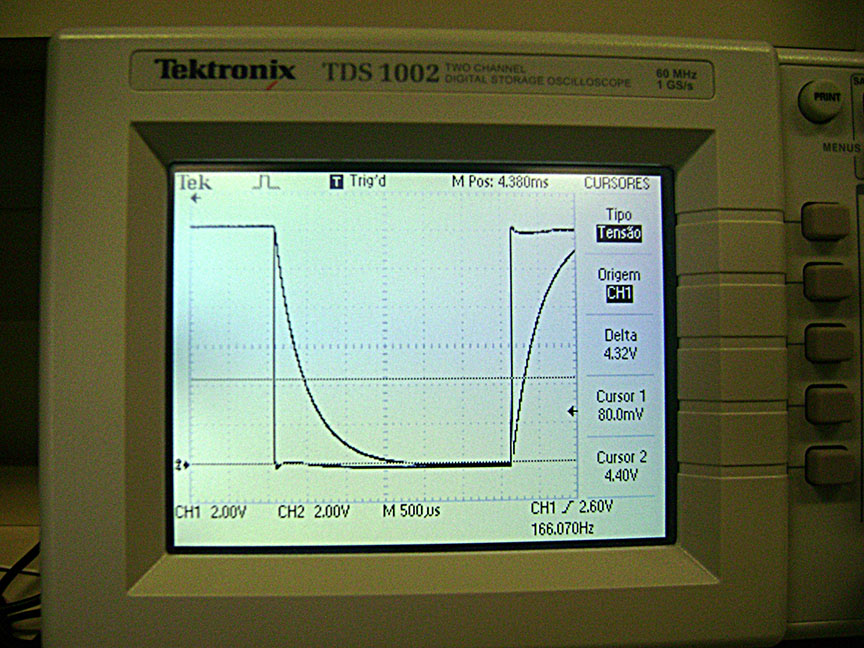 Tektronix TDS 1002 TWO CHANNEL DIGITAL STORAGE OSCILLOSCOPE
60 MHz
1 GS/s
PRINT
MENUS
Tek T Trig'd M Pos: 4.380ms CURSORES
Tipo
Tensão
Origem
CH1
Delta
4.32V
Cursor 1
80.0mV
Cursor 2
4.40V
2
CH1 2.00V CH2 2.00V M 500µs CH1 2.60V
166.070Hz